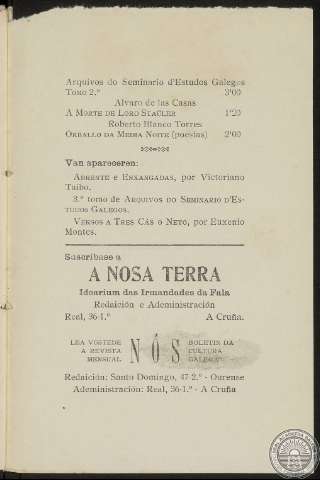 Arquivos do Seminario d'Estudos Galegos
Tomo 2.º 3'00
Alvaro de las Casas
A Morte de Lord Staüler 1'20
Roberto Blanco Torres
Orballo da Media Noite (poesias) 2'00
Van apareceren:
Abrente e Enxangadas, por Victoriano
Taibo.
3.º tomo de Arquivos do Seminario d'Es-
tudos Galegos.
Versos a Tres Cás o Neto, por Euxenio
Montes.
Suscribase a
A NOSA TERRA
Idearium das Irmandades da Fala
Redaición e Adeministración
Real, 36-1.º A Cruña.
LEA VOSTEDE
A REVISTA
MENSUAL
NÓS
BOLETIN DA
CULTURA
GALEGA
Redaición: Santo Domingo, 47-2.º - Ourense
Adeministración: Real, 36-1.º - A Cruña